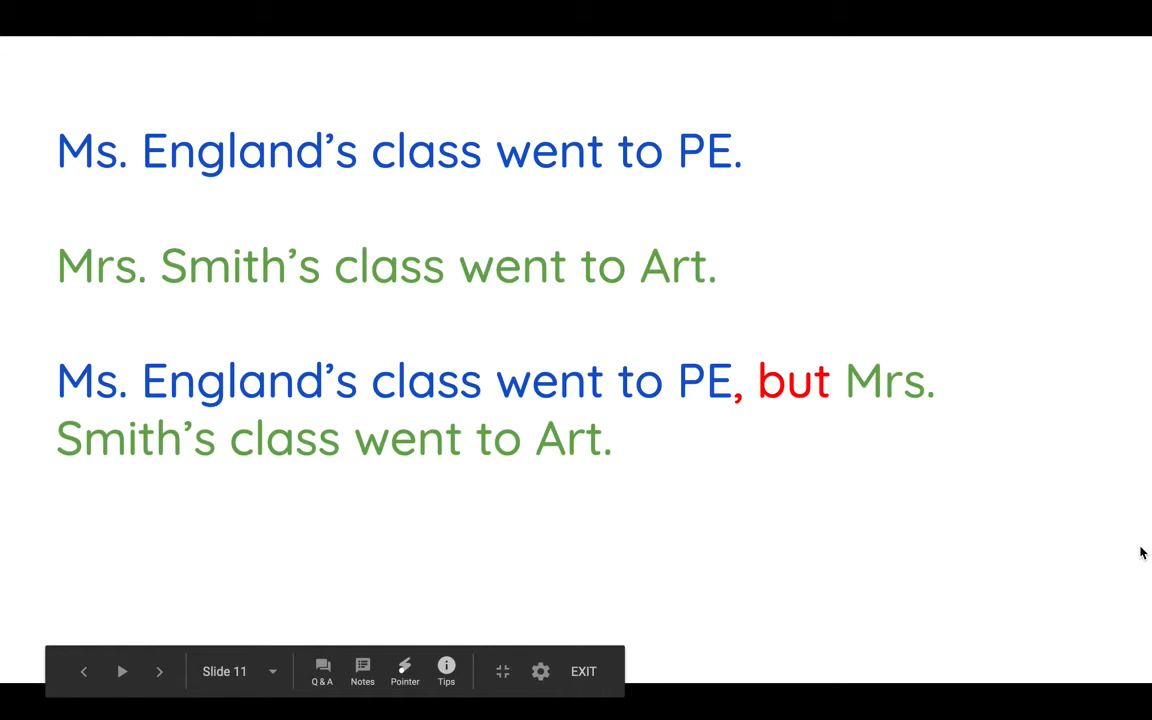 Ms. England’s class went to PE.
Mrs. Smith’s class went to Art.
Ms. England’s class went to PE, but Mrs.
Smith’s class went to Art.
Slide 11
Q & A
Notes
Pointer
Tips
EXIT